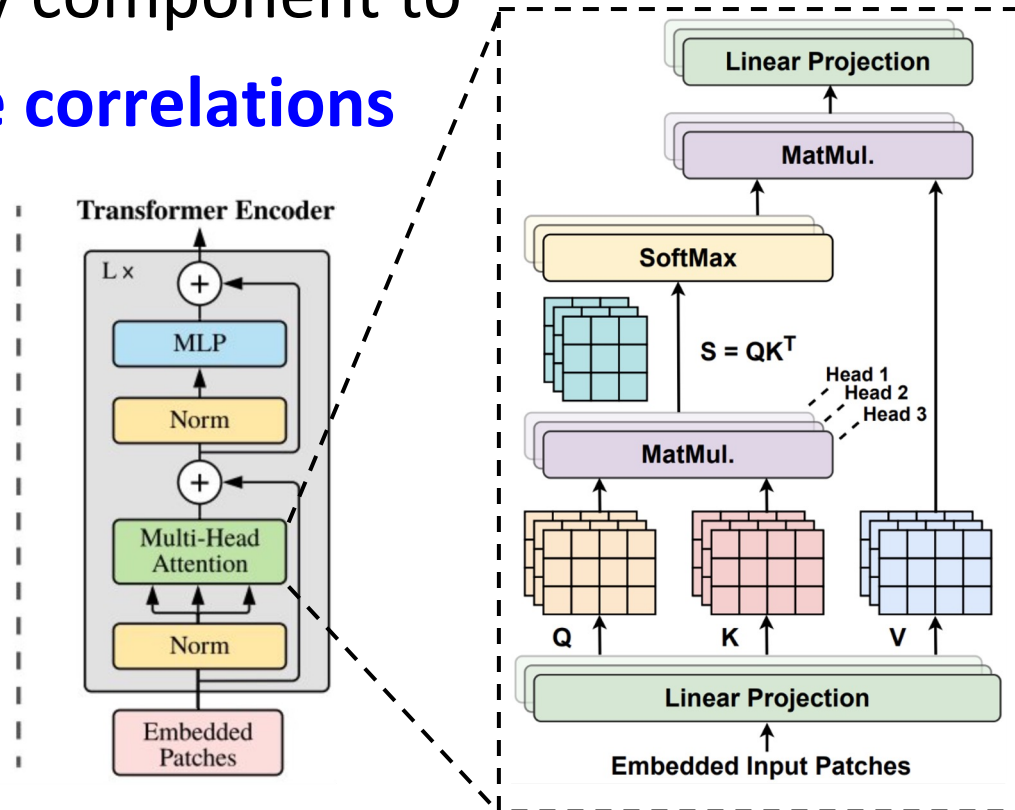 component to
correlations
Transformer Encoder
L ×
+
MLP
Norm
+
Multi-Head
Attention
Norm
Embedded
Patches
Linear Projection
MatMul.
SoftMax
S = QKᵀ
Head 1
Head 2
Head 3
MatMul.
Q
K
V
Linear Projection
Embedded Input Patches